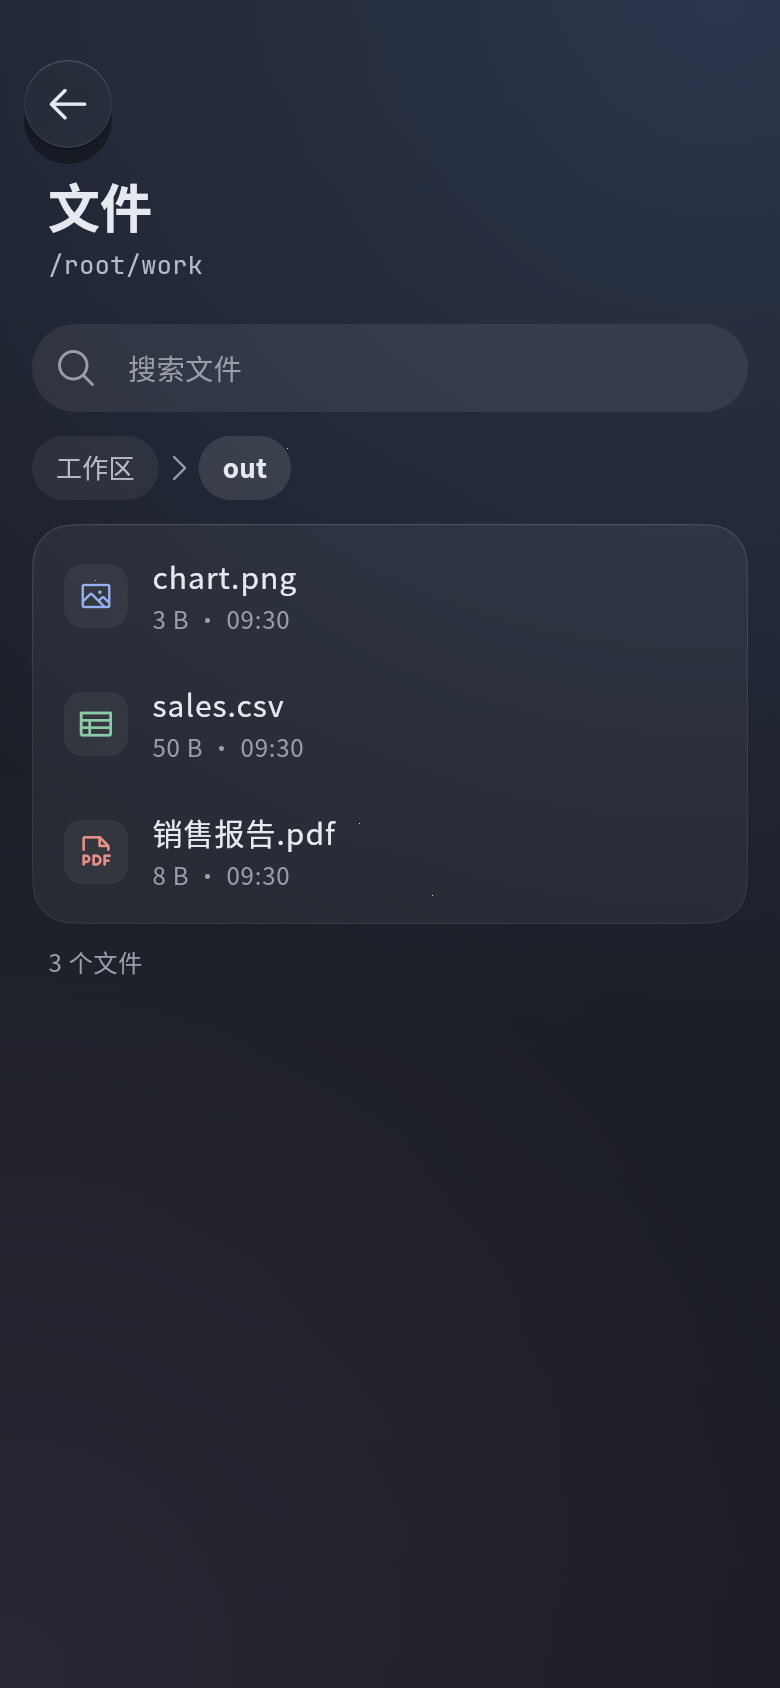 文件
/root/work
搜索文件
工作区 > out
chart.png
3 B • 09:30
sales.csv
50 B • 09:30
PDF
销售报告.pdf
8 B • 09:30
3 个文件